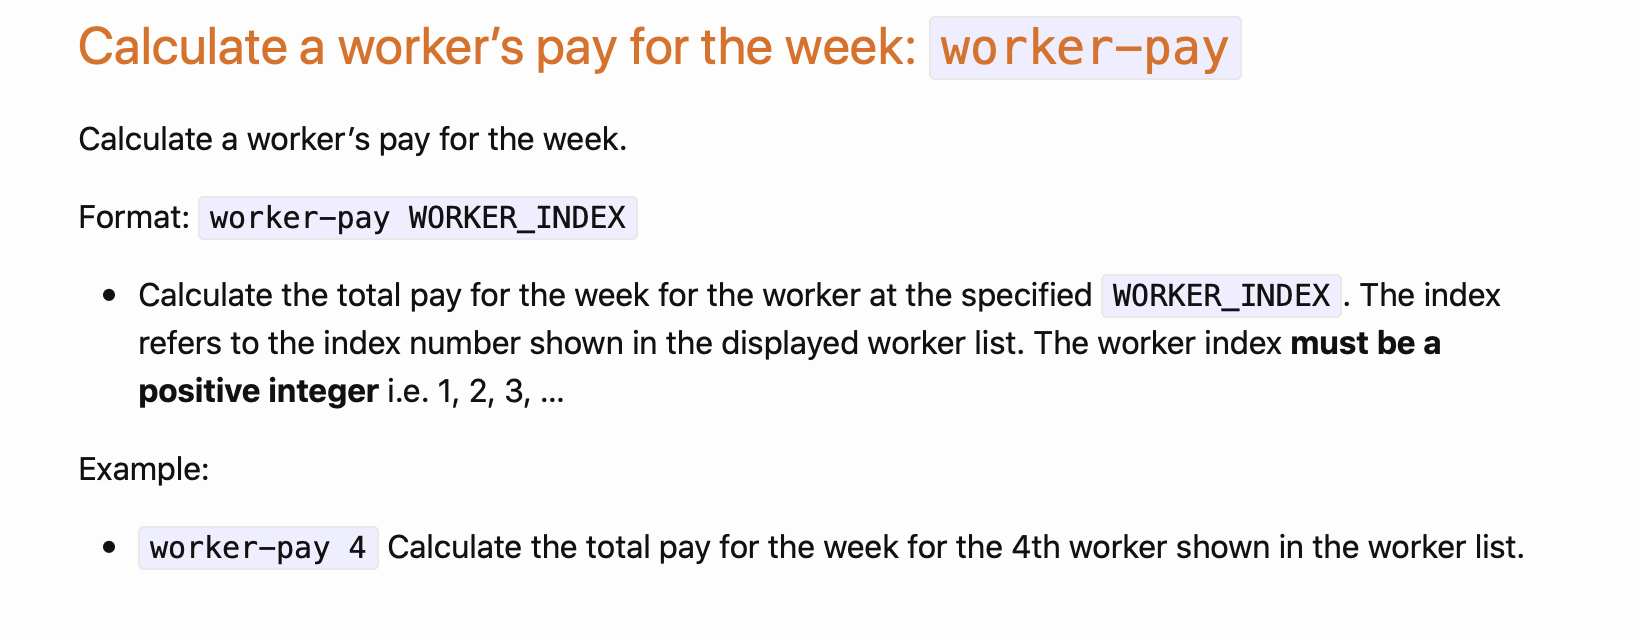 Calculate a worker’s pay for the week: worker-pay
Calculate a worker’s pay for the week.
Format: worker-pay WORKER_INDEX
• Calculate the total pay for the week for the worker at the specified WORKER_INDEX. The index
refers to the index number shown in the displayed worker list. The worker index must be a
positive integer i.e. 1, 2, 3, …
Example:
• worker-pay 4 Calculate the total pay for the week for the 4th worker shown in the worker list.